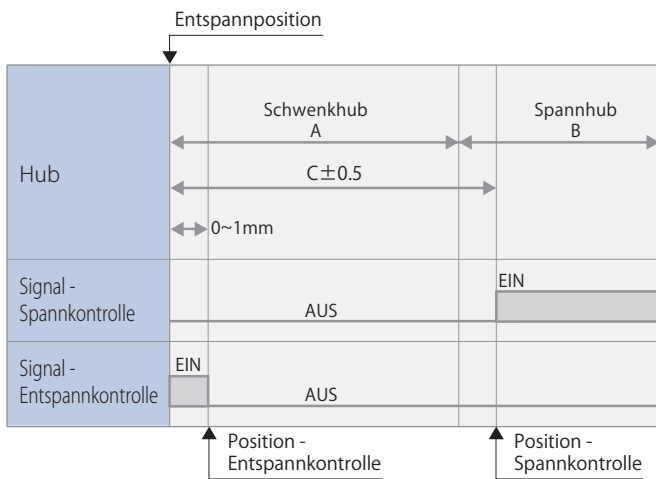 Entspannposition
Schwenkhub
A
Spannhub
B
Hub
C±0.5
0~1mm
Signal -
Spannkontrolle
AUS
EIN
Signal -
Entspannkontrolle
EIN
AUS
Position -
Entspannkontrolle
Position -
Spannkontrolle